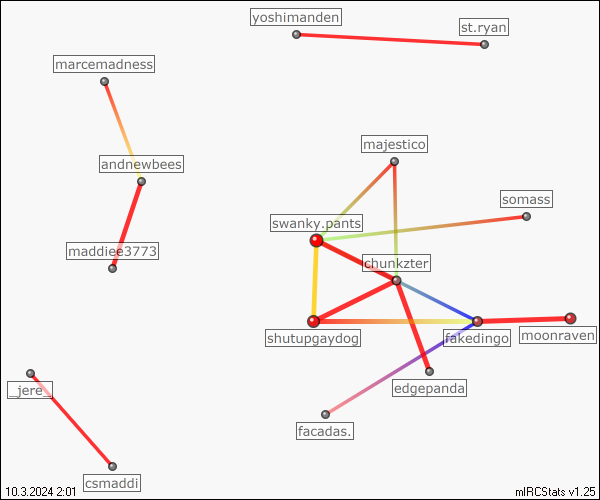 yoshimanden
st.ryan
marcemadness
majestico
andnewbees
somass
swanky.pants
maddiee3773
chunkzter
shutupgaydog
fakedingo
moonraven
_jere_
edgepanda
facadas.
csmaddi
10.3.2024 2:01
mIRCStats v1.25